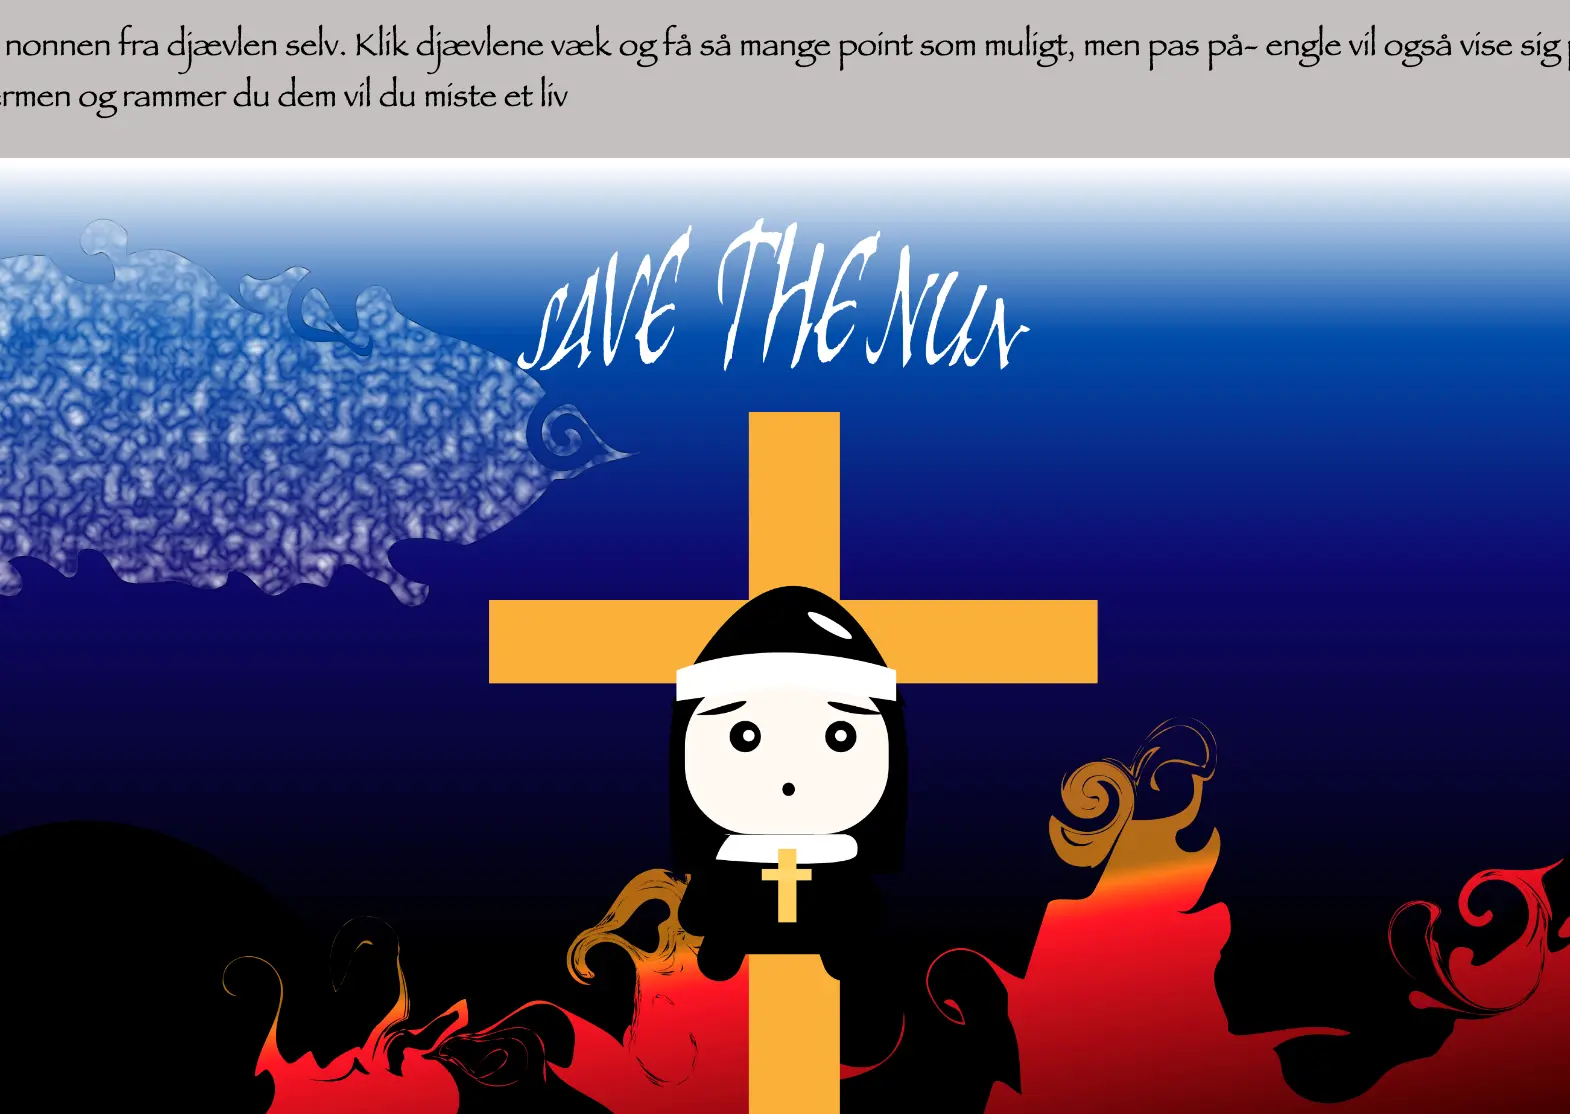 nonnen fra djævlen selv. Klik djævlene væk og få så mange point som muligt, men pas på- engle vil også vise sig
og rammer du dem vil du miste et liv
SAVE THE NUN